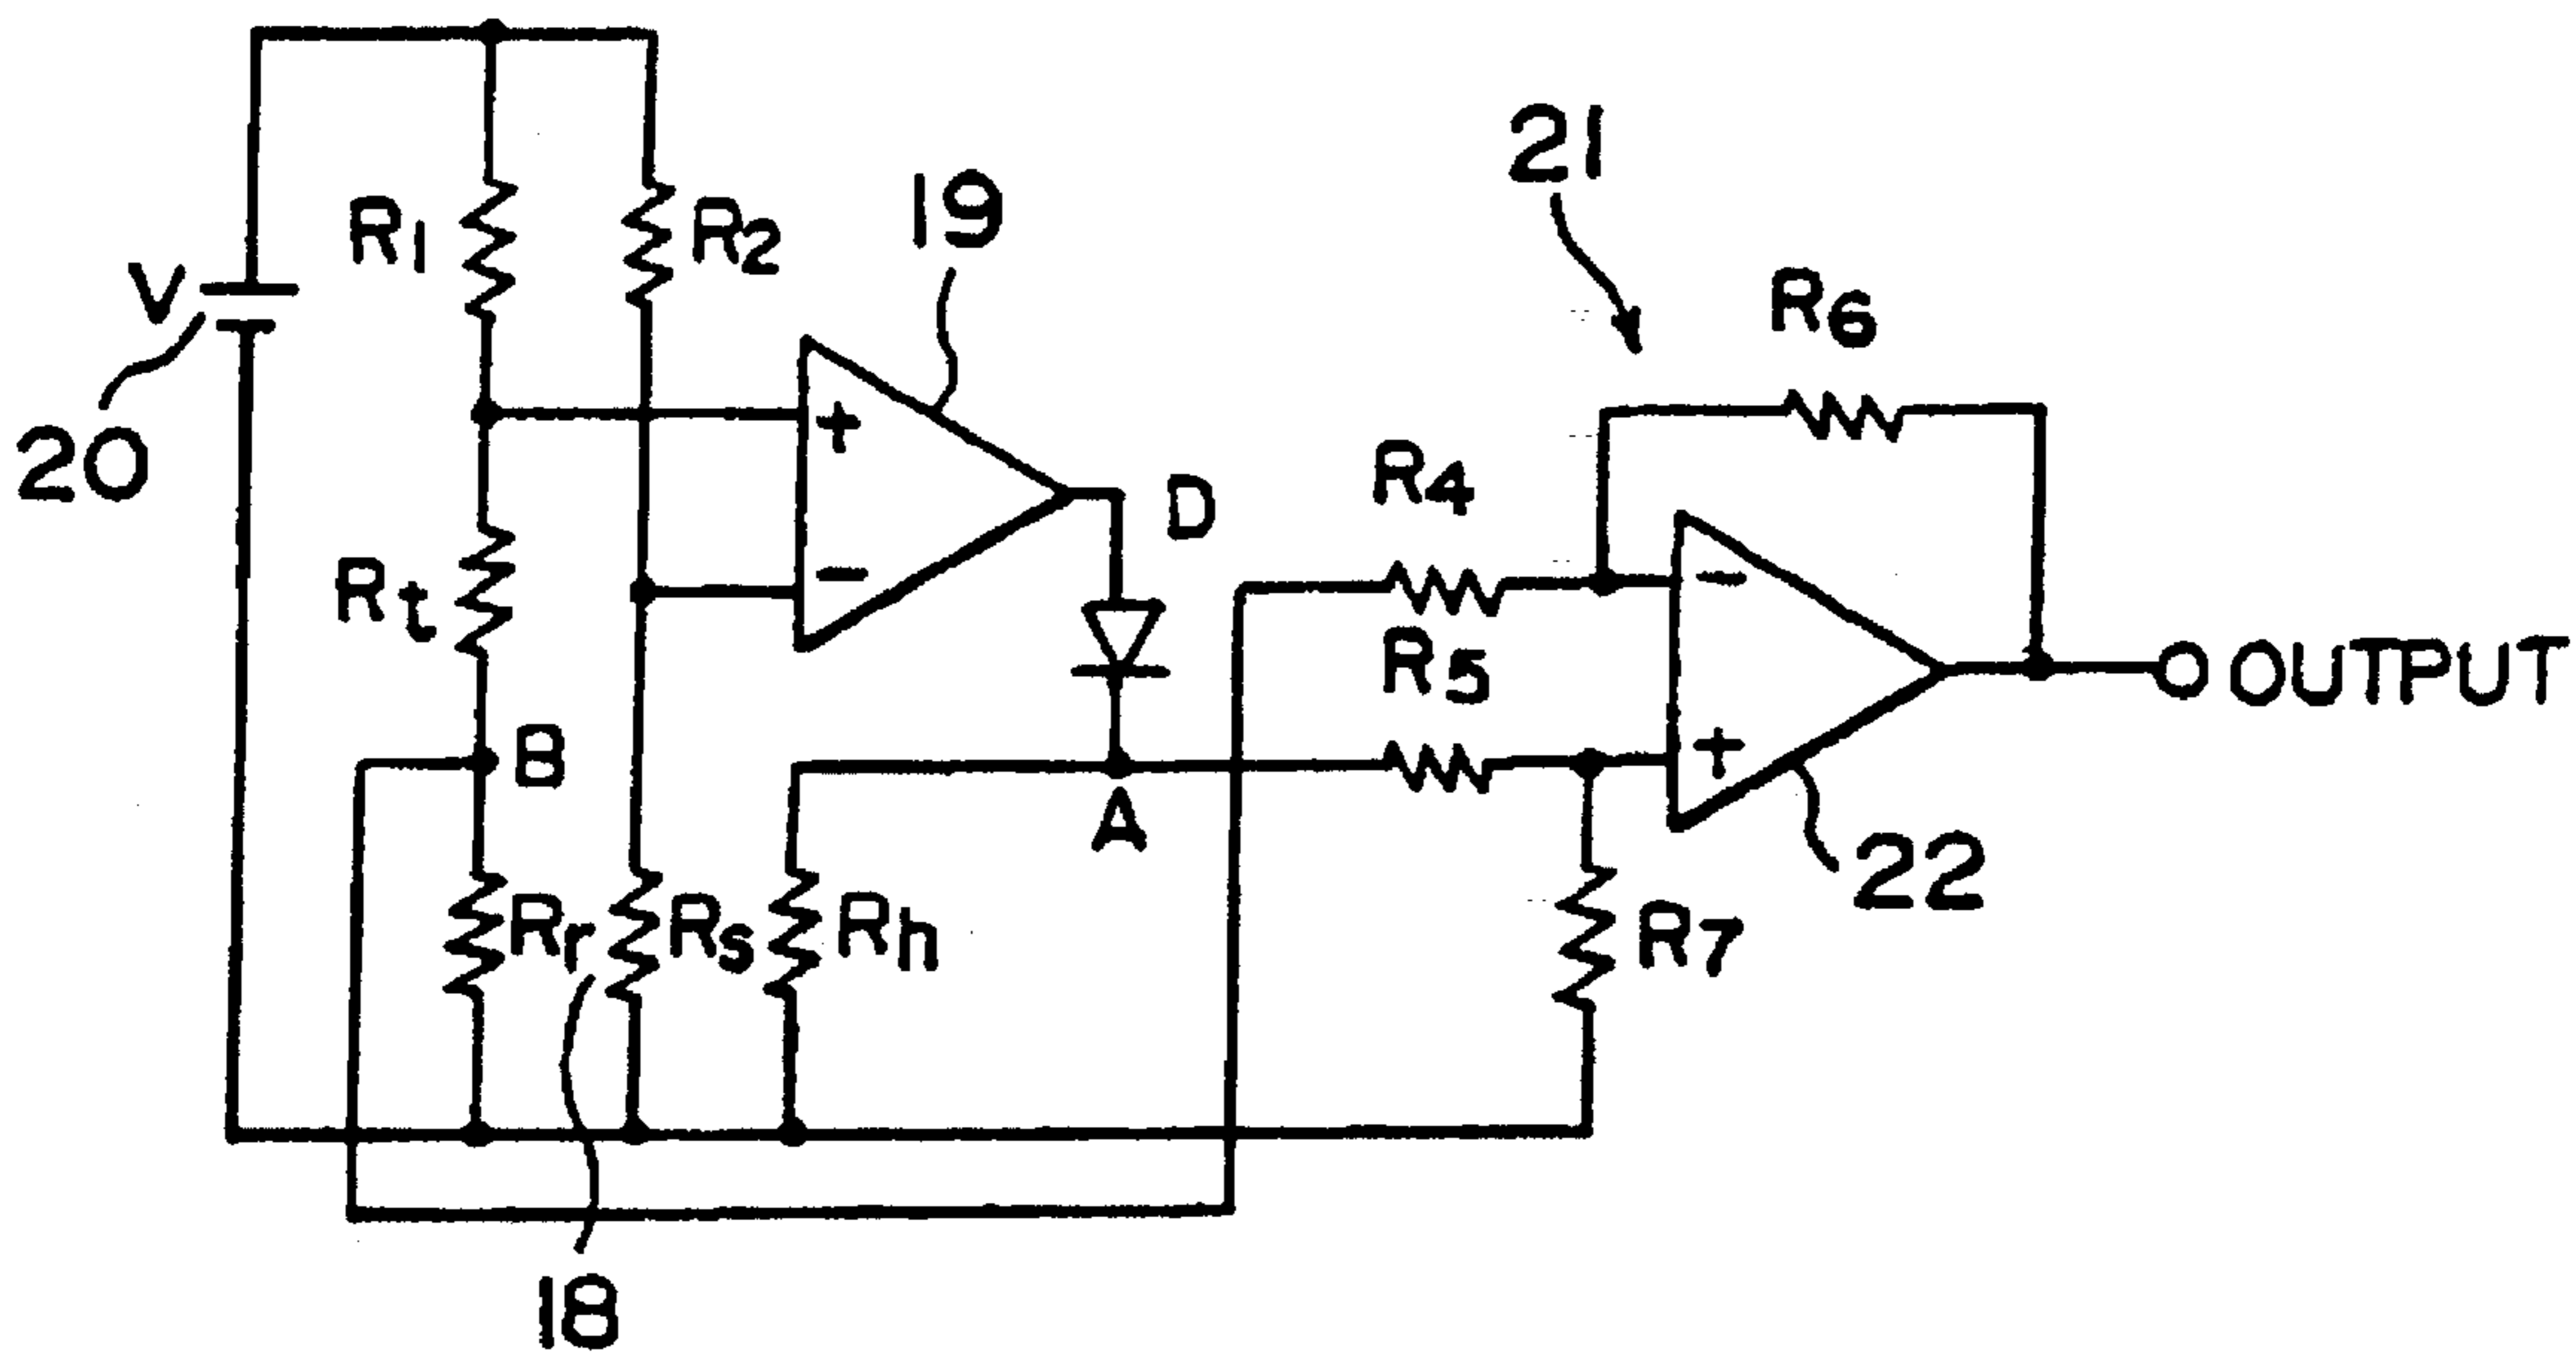 21
R1
R2
19
V
R6
20
R4
D
Rt
R5
OUTPUT
B
A
Rr
Rs
Rh
R7
22
18
+
−
−
+